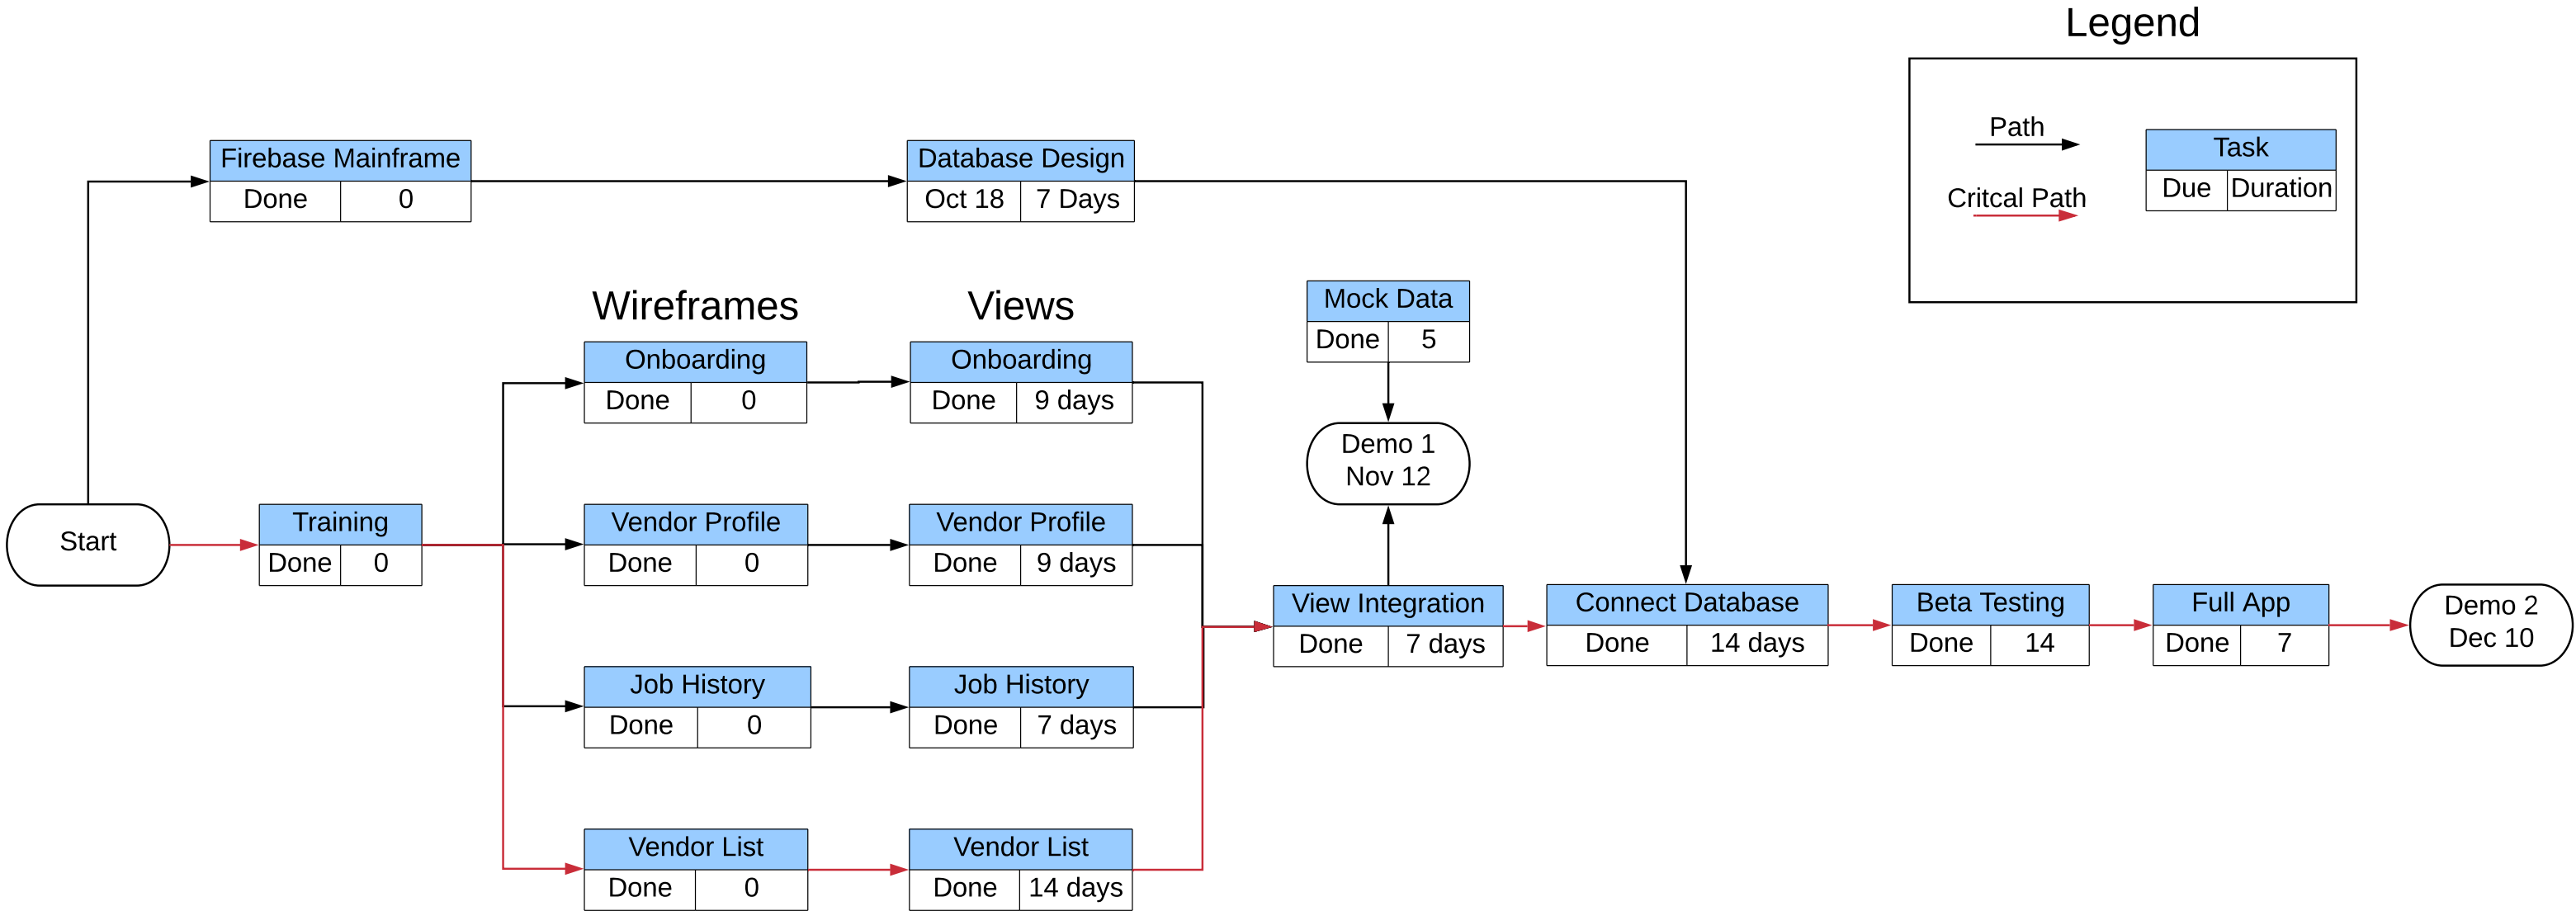 Legend
Path
Critcal Path
Task
Due Duration
Firebase Mainframe
Done 0
Database Design
Oct 18 7 Days
Wireframes
Views
Mock Data
Done 5
Onboarding
Done 0
Onboarding
Done 9 days
Demo 1
Nov 12
Start
Training
Done 0
Vendor Profile
Done 0
Vendor Profile
Done 9 days
View Integration
Done 7 days
Connect Database
Done 14 days
Beta Testing
Done 14
Full App
Done 7
Demo 2
Dec 10
Job History
Done 0
Job History
Done 7 days
Vendor List
Done 0
Vendor List
Done 14 days